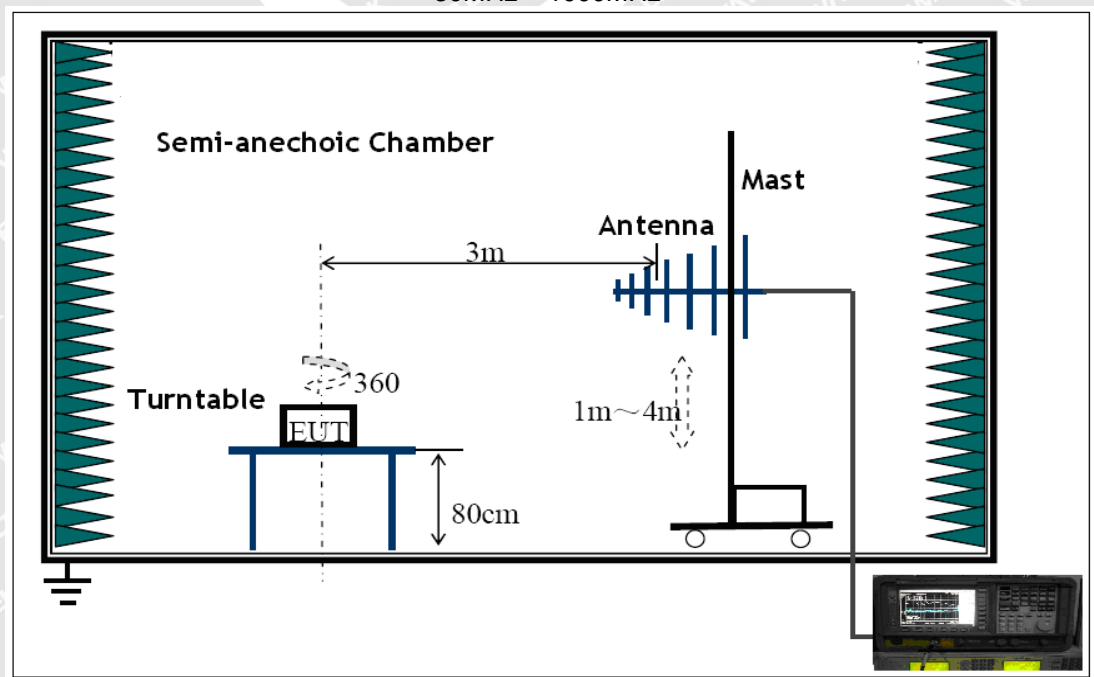 Semi-anechoic Chamber
Mast
Antenna
3m
360
Turntable
1m～4m
EUT
80cm